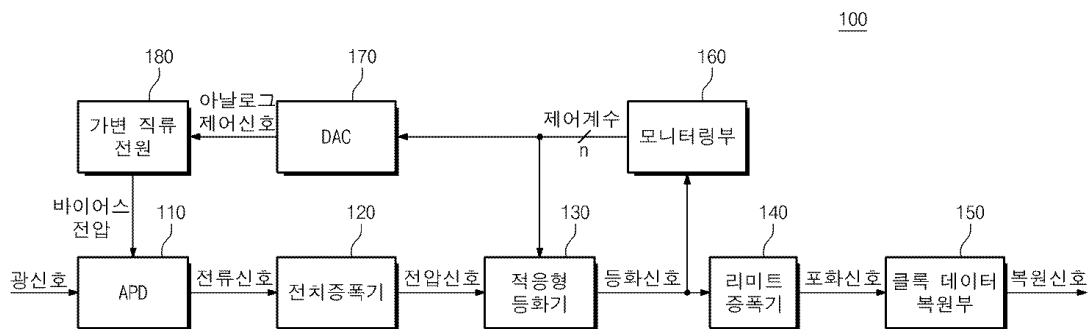 100
180
170
160
가변 직류
전원
아날로그
제어신호
DAC
제어계수
n
모니터링부
바이어스
전압
110
120
130
140
150
광신호
APD
전류신호
전치증폭기
전압신호
적응형
등화기
등화신호
리미트
증폭기
포화신호
클록 데이터
복원부
복원신호